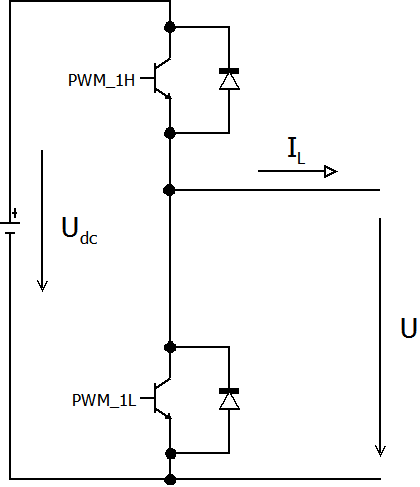 PWM_1H
I_L
+
U_dc
U
PWM_1L